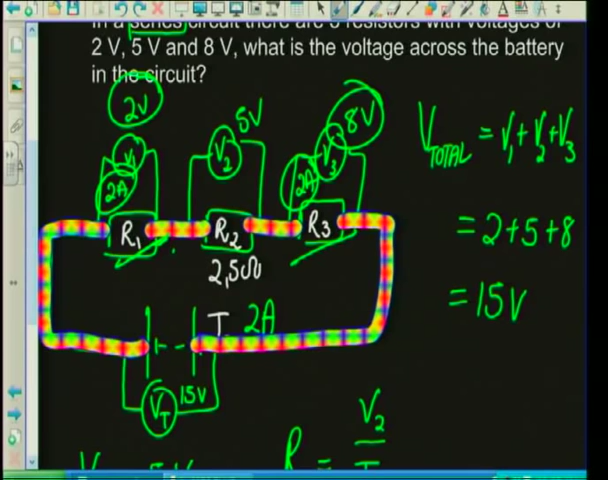 In a series circuit there are 3 resistors with voltages of
2 V, 5 V and 8 V, what is the voltage across the battery
in the circuit?
2V
5V
8V
V1
V2
V3
2A
2A
R1
R2
R3
2,5Ω
I 2A
VT
15V
VTOTAL = V1+V2+V3
= 2+5+8
= 15V
R = V2